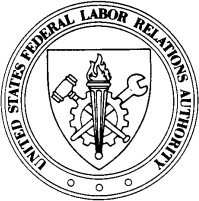 UNITED STATES FEDERAL LABOR RELATIONS AUTHORITY